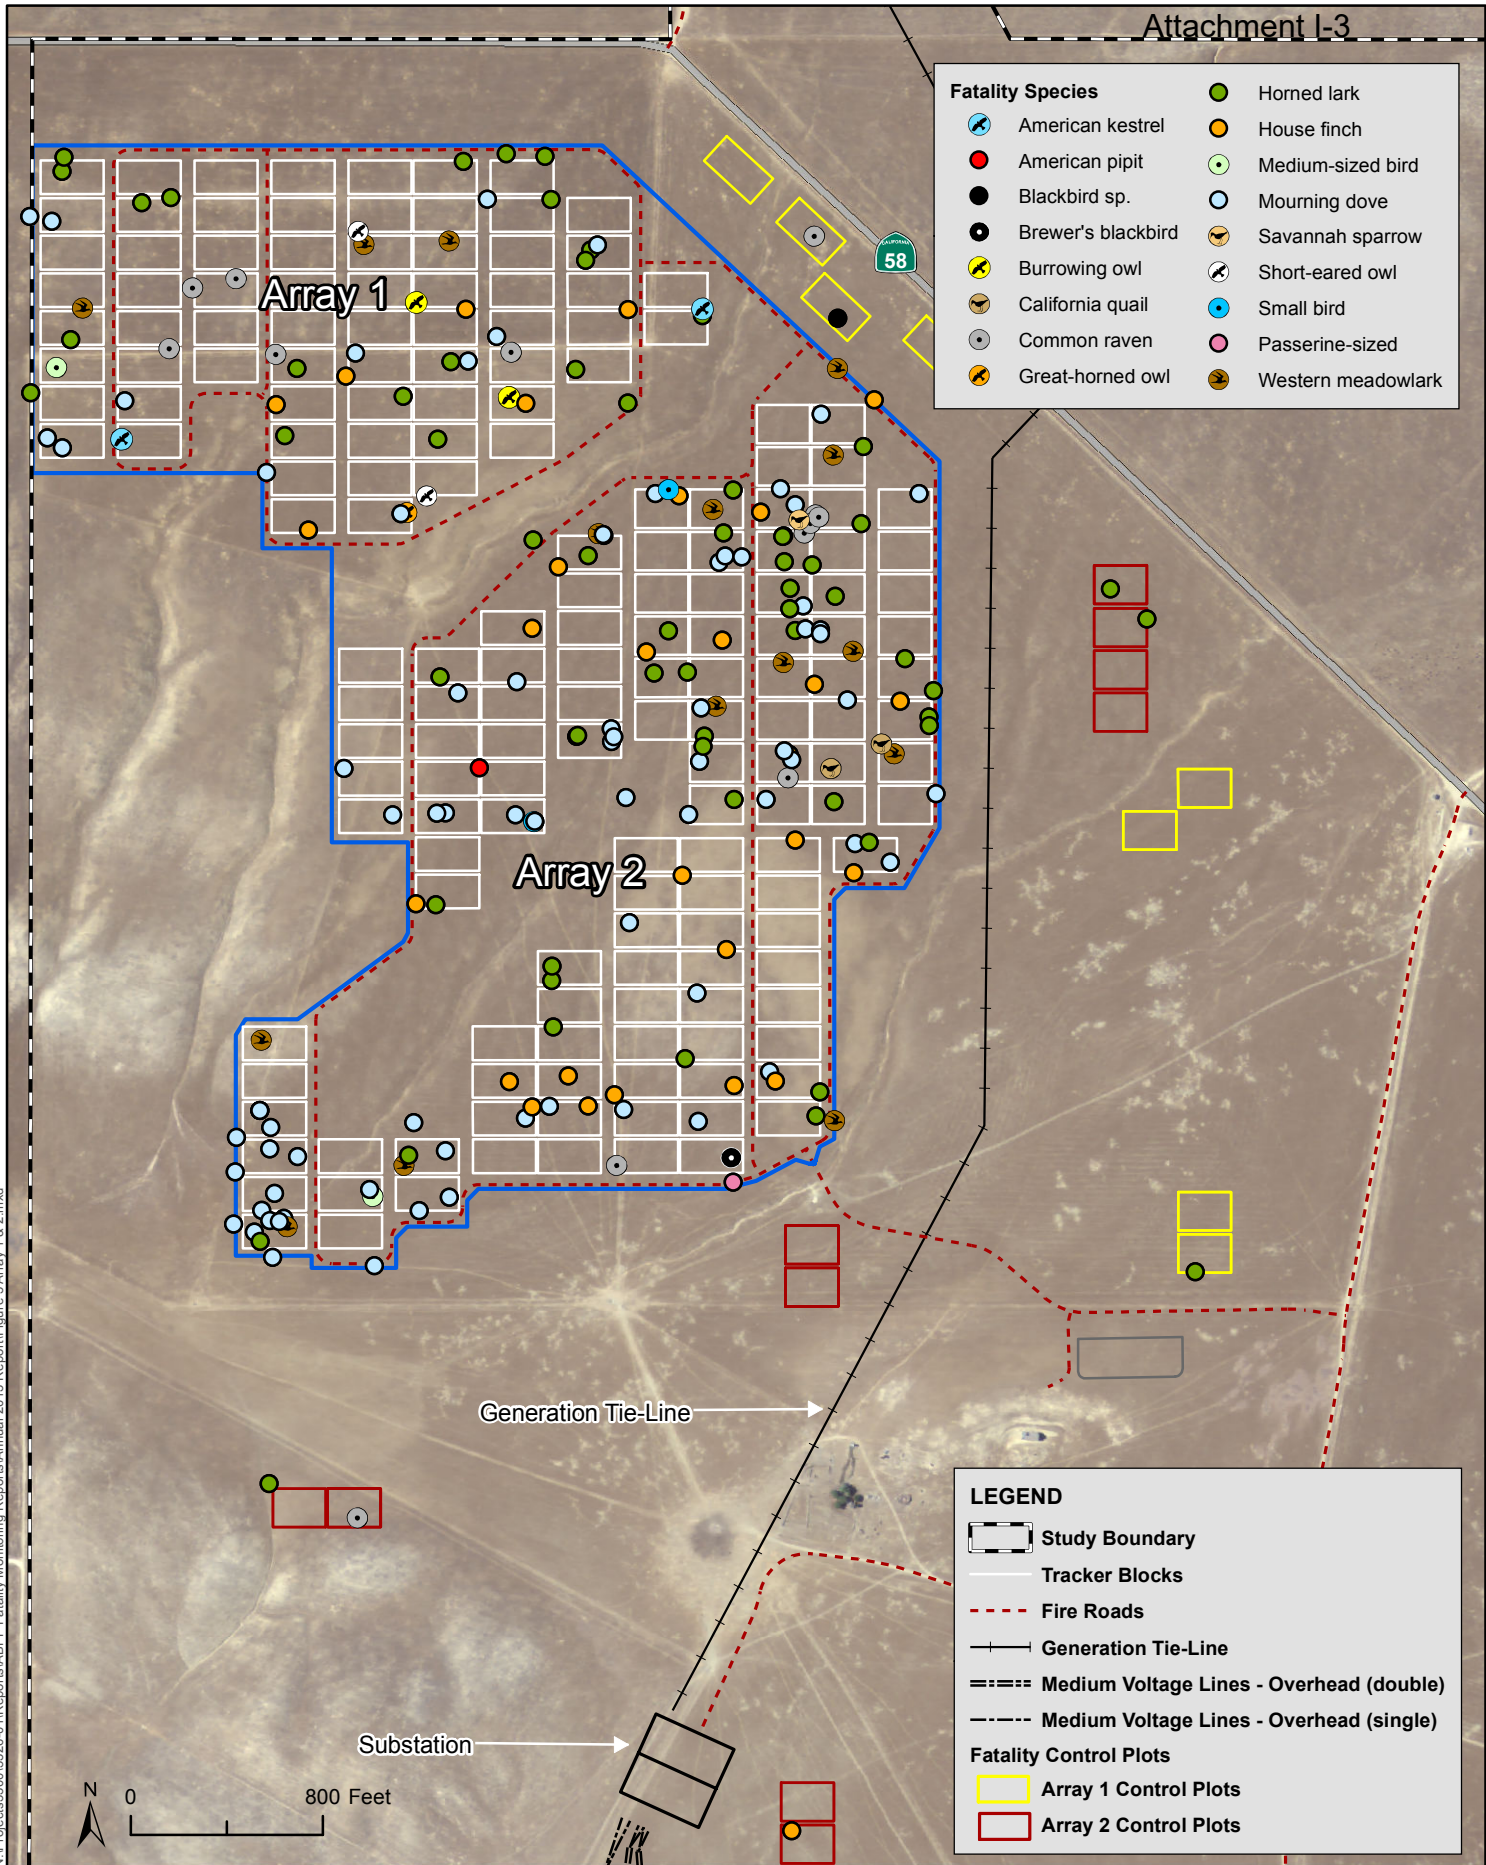 Attachment I-3
Fatality Species
American kestrel
American pipit
Blackbird sp.
Brewer's blackbird
Burrowing owl
California quail
Common raven
Great-horned owl
Horned lark
House finch
Medium-sized bird
Mourning dove
Savannah sparrow
Short-eared owl
Small bird
Passerine-sized
Western meadowlark
CALIFORNIA
58
Array 1
Array 2
Generation Tie-Line
Substation
N
0 800 Feet
LEGEND
Study Boundary
Tracker Blocks
Fire Roads
Generation Tie-Line
Medium Voltage Lines - Overhead (double)
Medium Voltage Lines - Overhead (single)
Fatality Control Plots
Array 1 Control Plots
Array 2 Control Plots